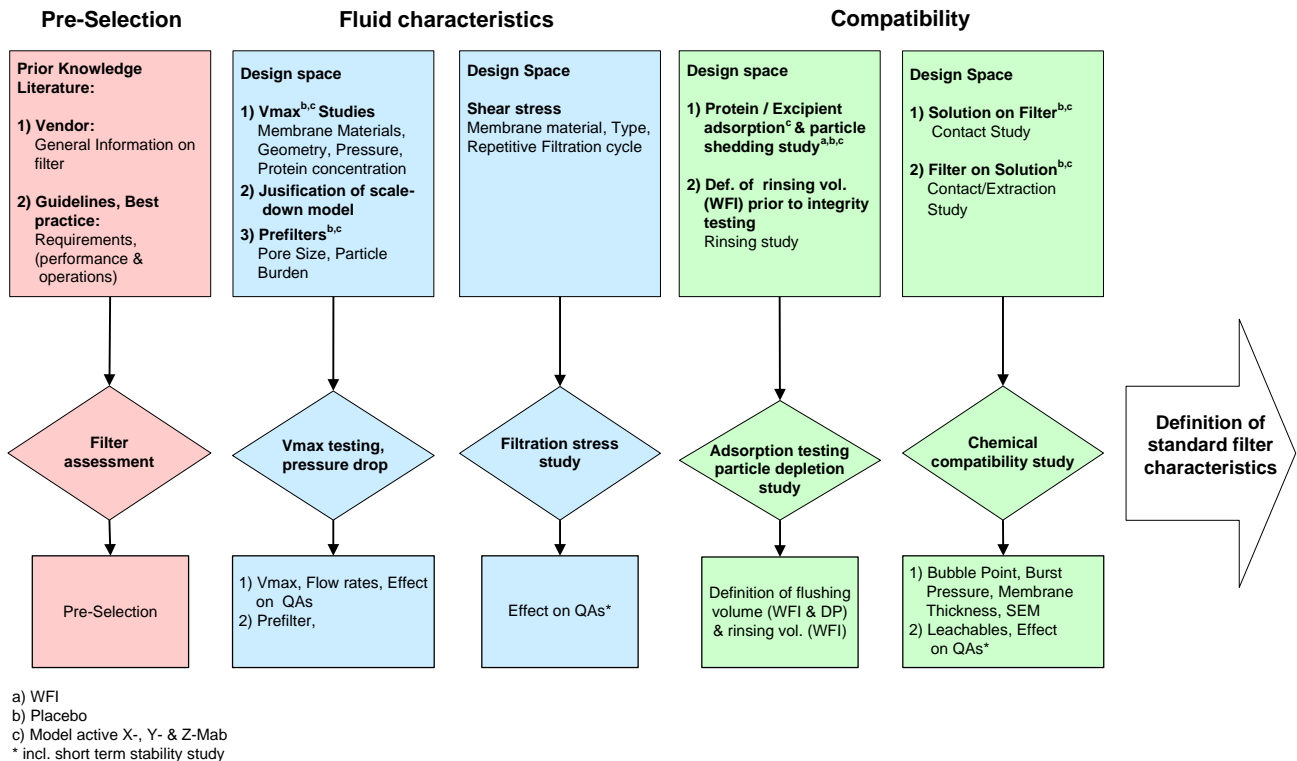 Pre-Selection
Fluid characteristics
Compatibility
Prior Knowledge
Literature:
1) Vendor:
General Information on
filter
2) Guidelines, Best
practice:
Requirements,
(performance &
operations)
Design space
1) Vmaxb,c Studies
Membrane Materials,
Geometry, Pressure,
Protein concentration
2) Jusification of scale-
down model
3) Prefiltersb,c
Pore Size, Particle
Burden
Design Space
Shear stress
Membrane material, Type,
Repetitive Filtration cycle
Design space
1) Protein / Excipient
adsorptionc & particle
shedding studya,b,c
2) Def. of rinsing vol.
(WFI) prior to integrity
testing
Rinsing study
Design Space
1) Solution on Filterb,c
Contact Study
2) Filter on Solutionb,c
Contact/Extraction
Study
Filter
assessment
Vmax testing,
pressure drop
Filtration stress
study
Adsorption testing
particle depletion
study
Chemical
compatibility study
Definition of
standard filter
characteristics
Pre-Selection
1) Vmax, Flow rates, Effect
on QAs
2) Prefilter,
Effect on QAs*
Definition of flushing
volume (WFI & DP)
& rinsing vol. (WFI)
1) Bubble Point, Burst
Pressure, Membrane
Thickness, SEM
2) Leachables, Effect
on QAs*
a) WFI
b) Placebo
c) Model active X-, Y- & Z-Mab
* incl. short term stability study